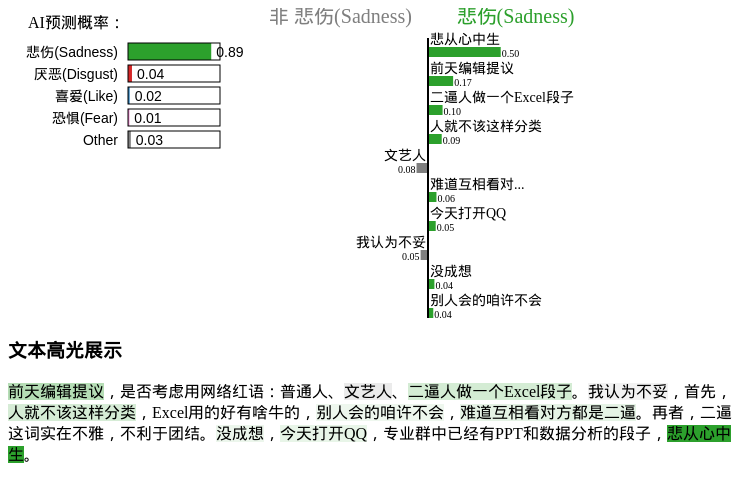 AI预测概率：
悲伤(Sadness) 0.89
厌恶(Disgust) 0.04
喜爱(Like) 0.02
恐惧(Fear) 0.01
Other 0.03
非 悲伤(Sadness) 悲伤(Sadness)
悲从心中生
0.50
前天编辑提议
0.17
二逼人做一个Excel段子
0.10
人就不该这样分类
0.09
文艺人
0.08
难道互相看对...
0.06
今天打开QQ
0.05
我认为不妥
0.05
没成想
0.04
别人会的咱许不会
0.04
文本高光展示
前天编辑提议，是否考虑用网络红语：普通人、文艺人、二逼人做一个Excel段子。我认为不妥，首先，
人就不该这样分类，Excel用的好有啥牛的，别人会的咱许不会，难道互相看对方都是二逼。再者，二逼
这词实在不雅，不利于团结。没成想，今天打开QQ，专业群中已经有PPT和数据分析的段子，悲从心中
生。